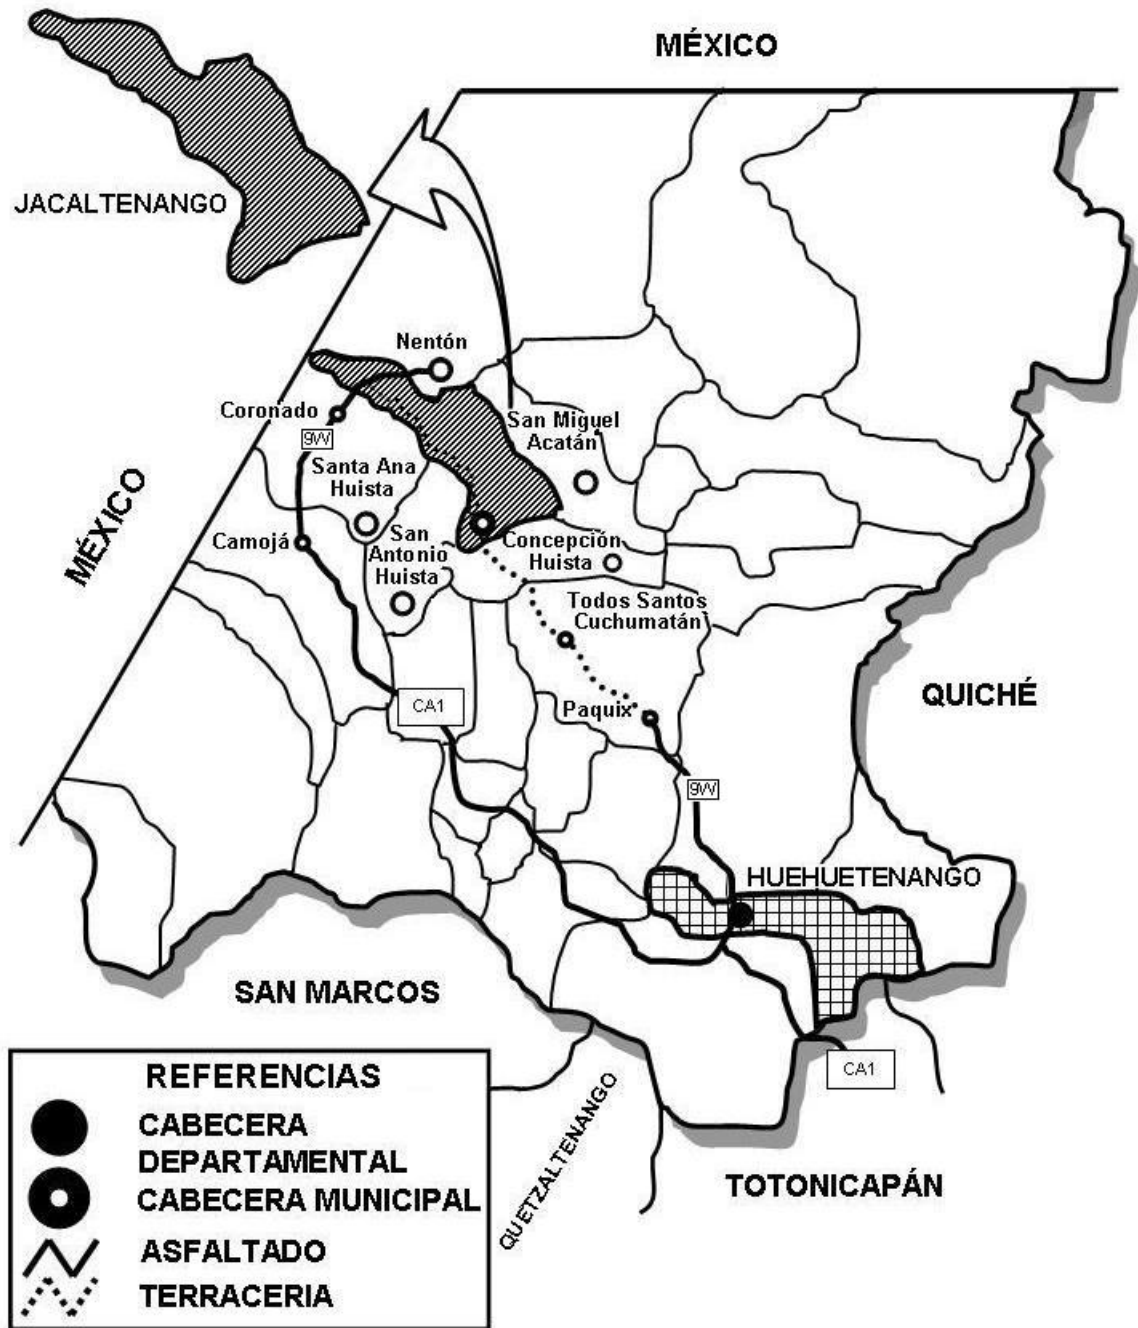 MÉXICO
JACALTENANGO
Nentón
Coronado
9W
San Miguel
Acatán
Santa Ana
Huista
MÉXICO
Camojá
San
Antonio
Huista
Concepción
Huista
Todos Santos
Cuchumatán
QUICHÉ
CA1
Paquix
9W
HUEHUETENANGO
SAN MARCOS
CA1
QUETZALTENANGO
TOTONICAPÁN
REFERENCIAS
CABECERA
DEPARTAMENTAL
CABECERA MUNICIPAL
ASFALTADO
TERRACERIA